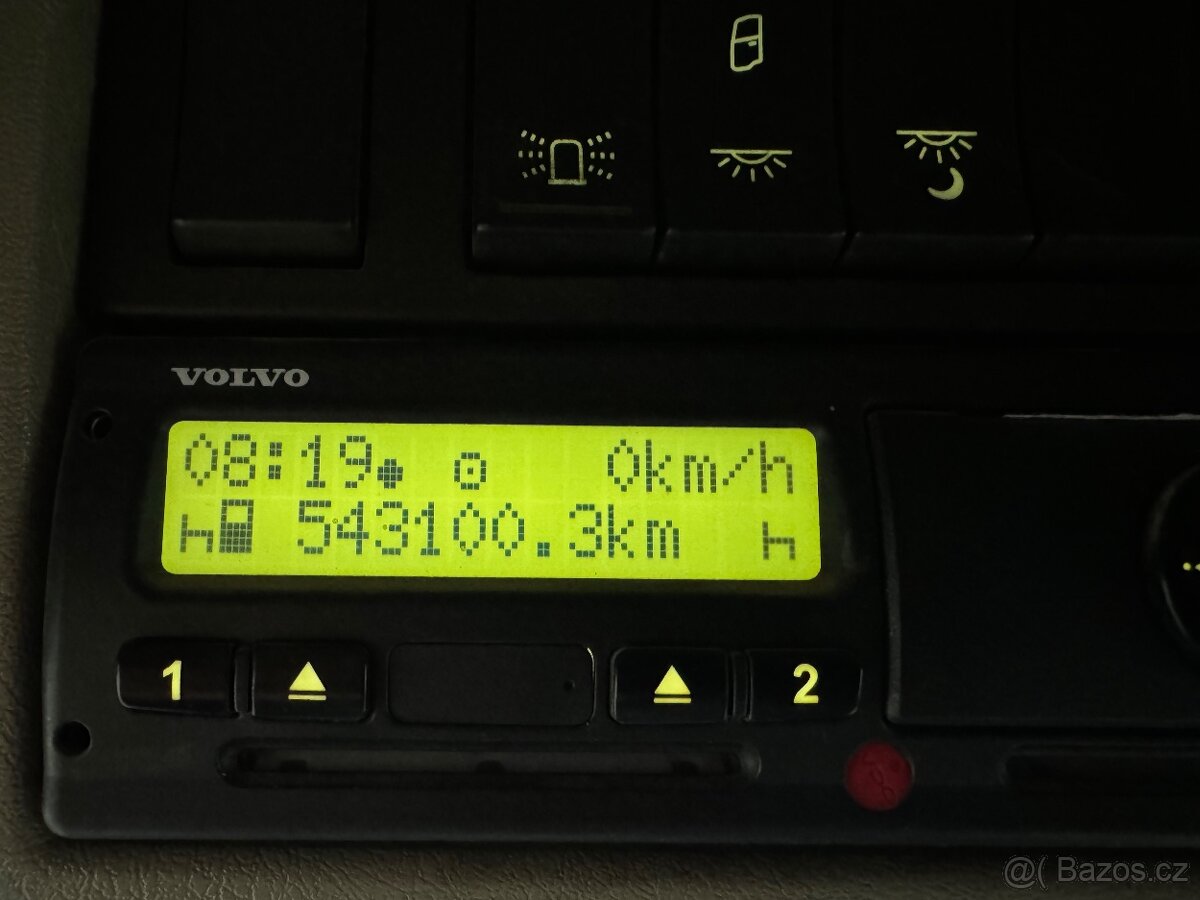 VOLVO
08:19 0km/h
543100.3km
1 2
@( Bazos.cz